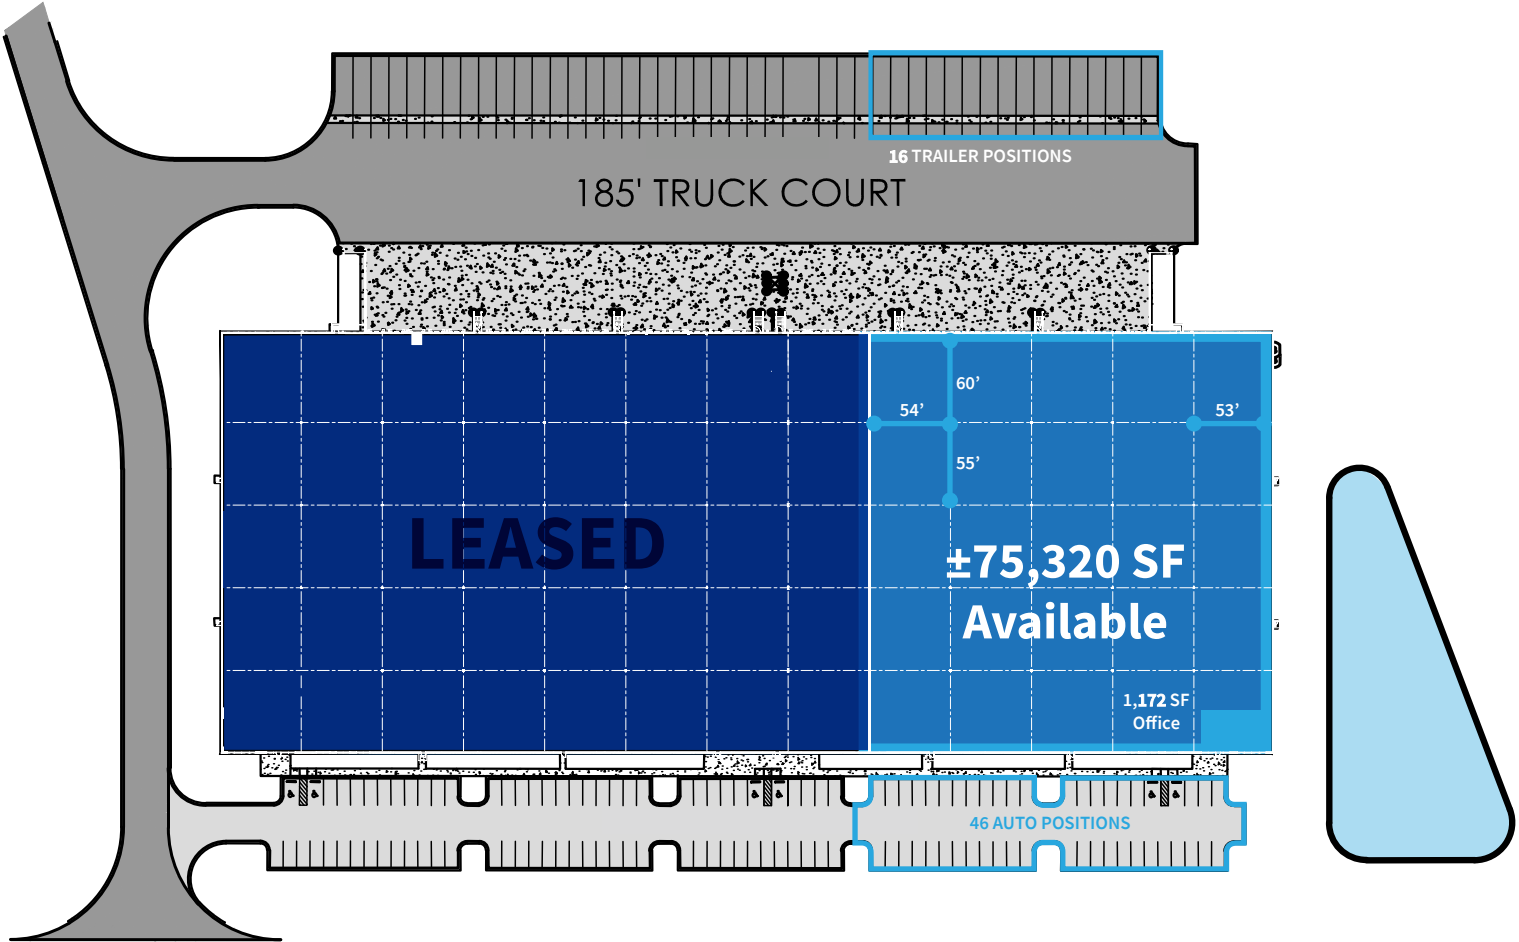 16 TRAILER POSITIONS
185' TRUCK COURT
60’
54’
53’
55’
LEASED
±75,320 SF
Available
1,172 SF
Office
46 AUTO POSITIONS